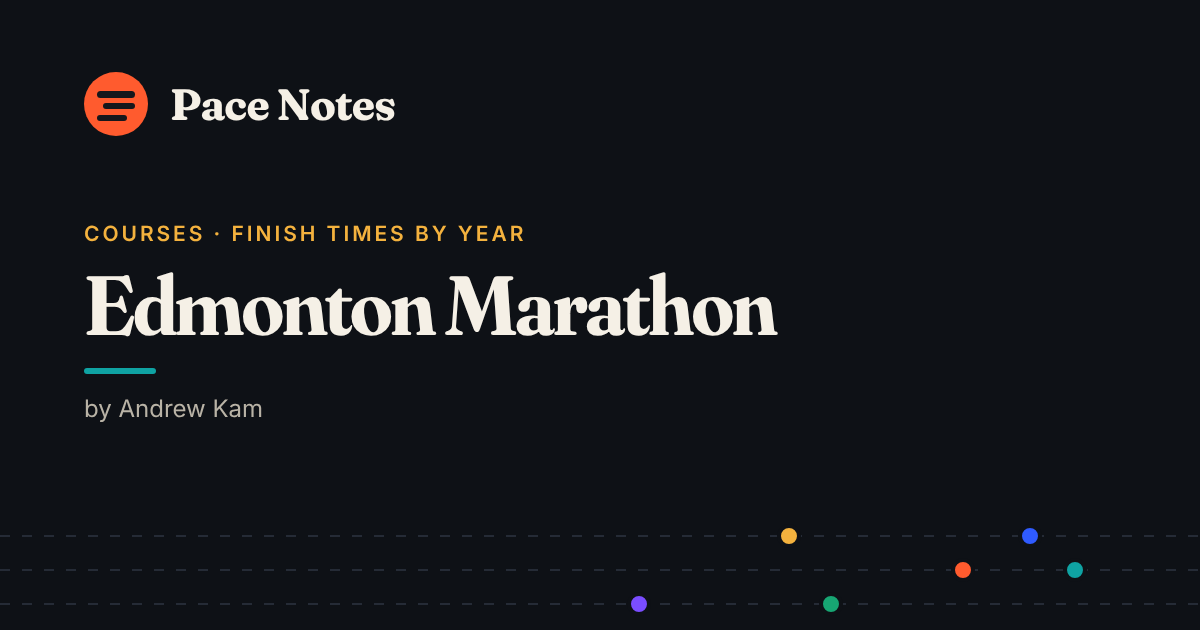 Pace Notes
COURSES · FINISH TIMES BY YEAR
Edmonton Marathon
by Andrew Kam